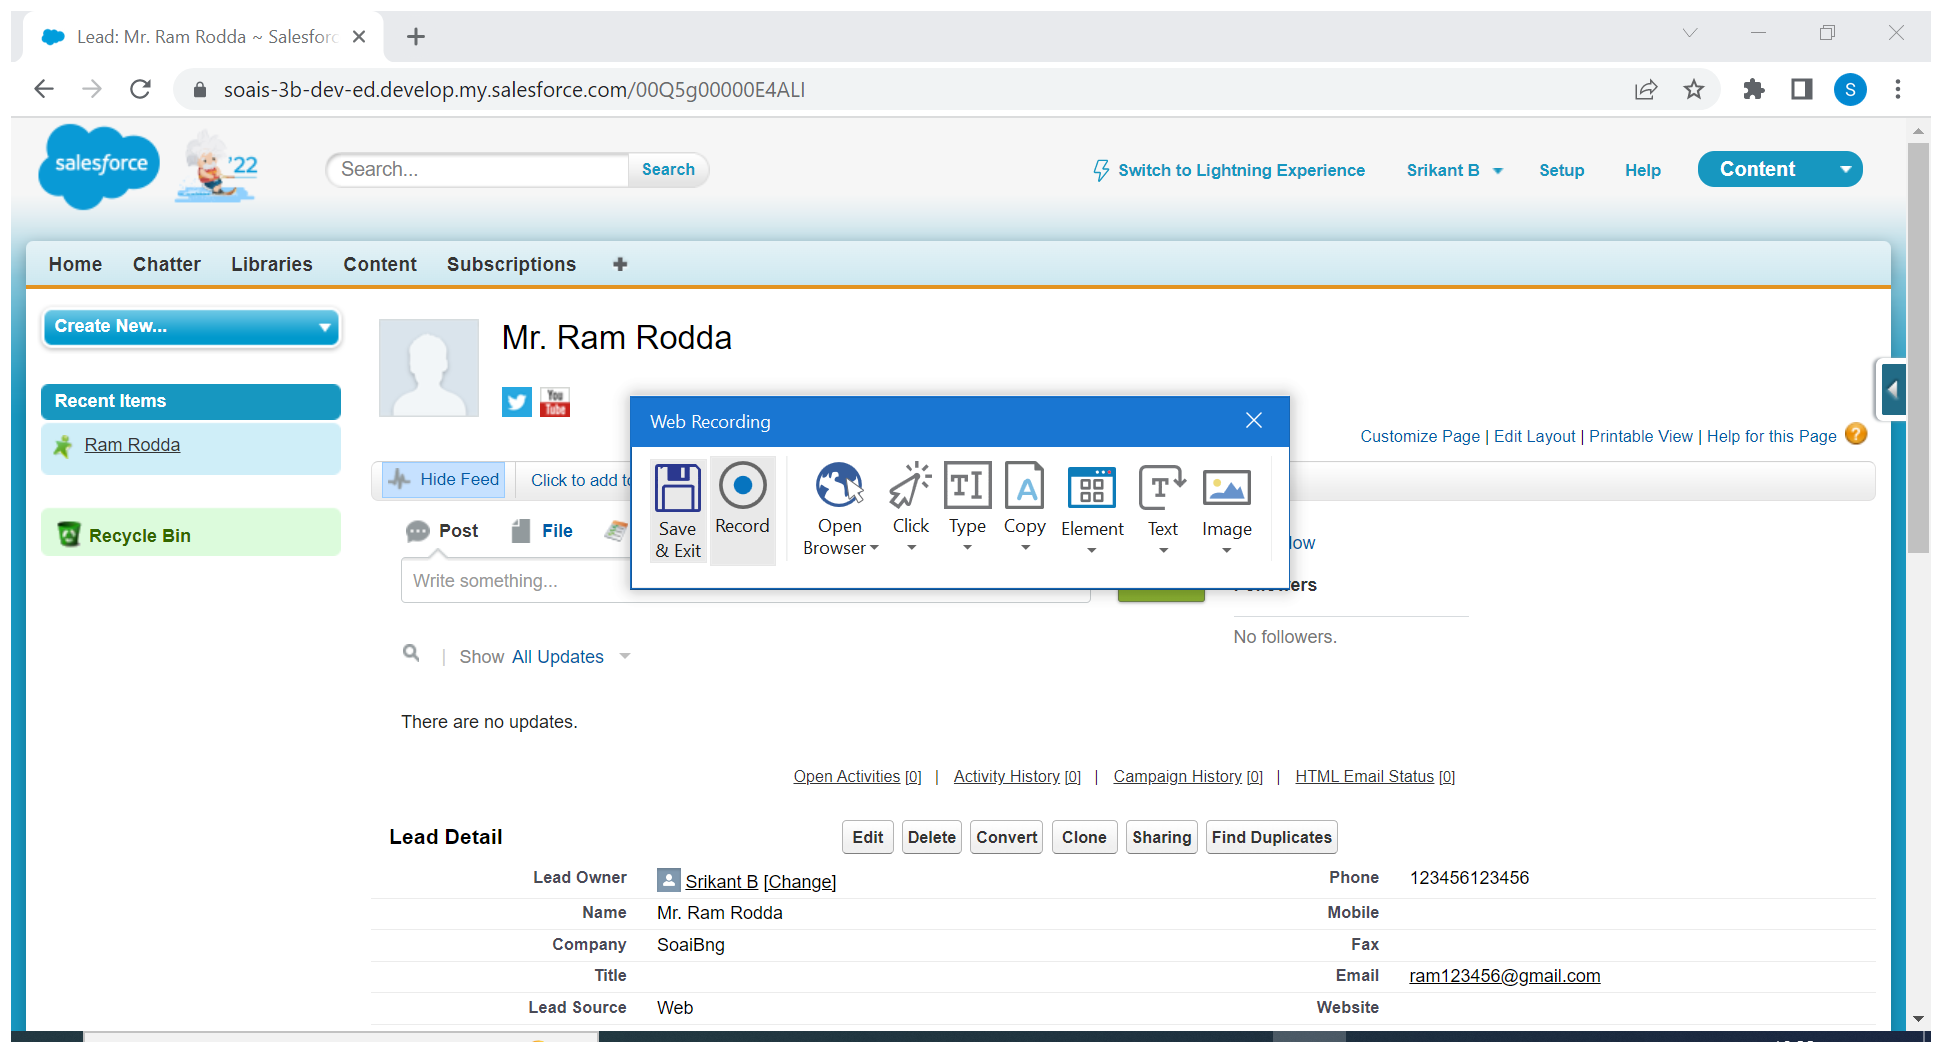 Lead: Mr. Ram Rodda ~ Salesforc
soais-3b-dev-ed.develop.my.salesforce.com/00Q5g00000E4ALI
S
salesforce
'22
Search...
Search
Switch to Lightning Experience
Srikant B
Setup
Help
Content
Home
Chatter
Libraries
Content
Subscriptions
Create New...
Mr. Ram Rodda
You Tube
Recent Items
Ram Rodda
Recycle Bin
Web Recording
Customize Page | Edit Layout | Printable View | Help for this Page
Hide Feed
Click to add to
Save & Exit
Record
Open Browser
Click
Type
Copy
Element
Text
Image
Post
File
Write something...
No followers.
Show All Updates
There are no updates.
Open Activities [0] | Activity History [0] | Campaign History [0] | HTML Email Status [0]
Lead Detail
Edit
Delete
Convert
Clone
Sharing
Find Duplicates
Lead Owner Srikant B [Change] Phone 123456123456
Name Mr. Ram Rodda Mobile
Company SoaiBng Fax
Title Email ram123456@gmail.com
Lead Source Web Website